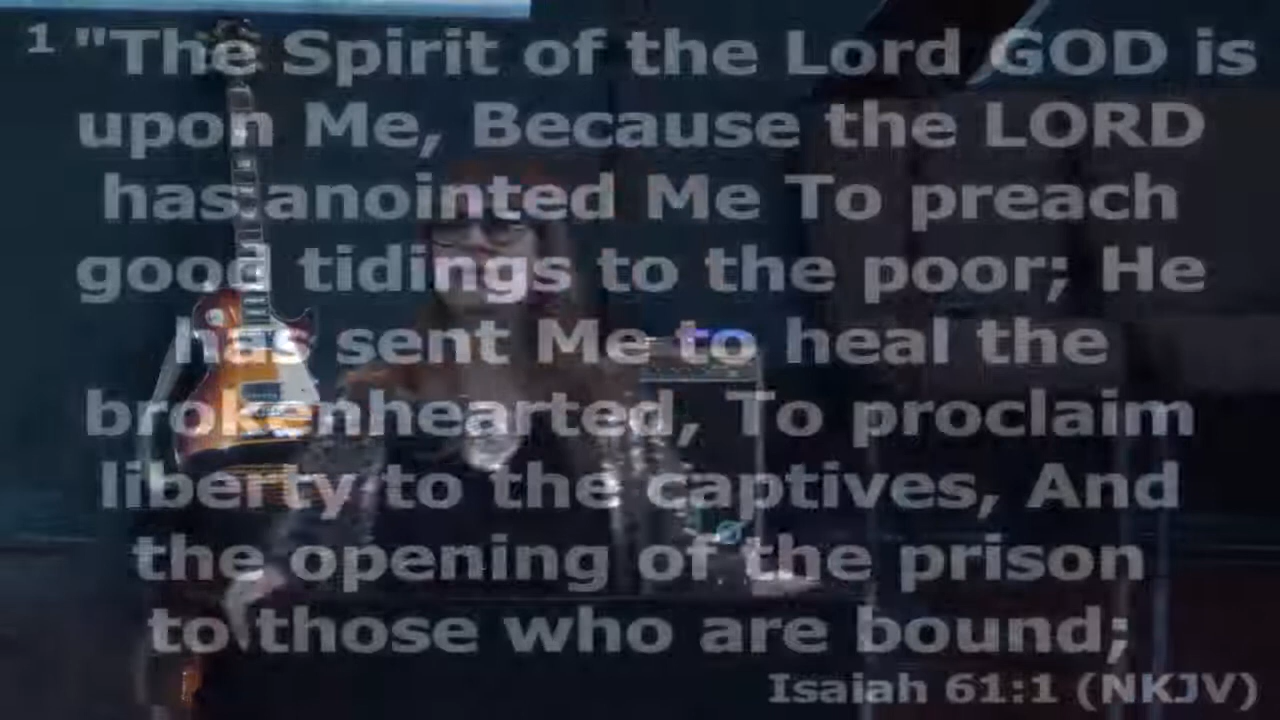 1 "The Spirit of the Lord GOD is
upon Me, Because the LORD
has anointed Me To preach
good tidings to the poor; He
has sent Me to heal the
brokenhearted, To proclaim
liberty to the captives, And
the opening of the prison
to those who are bound;
Isaiah 61:1 (NKJV)